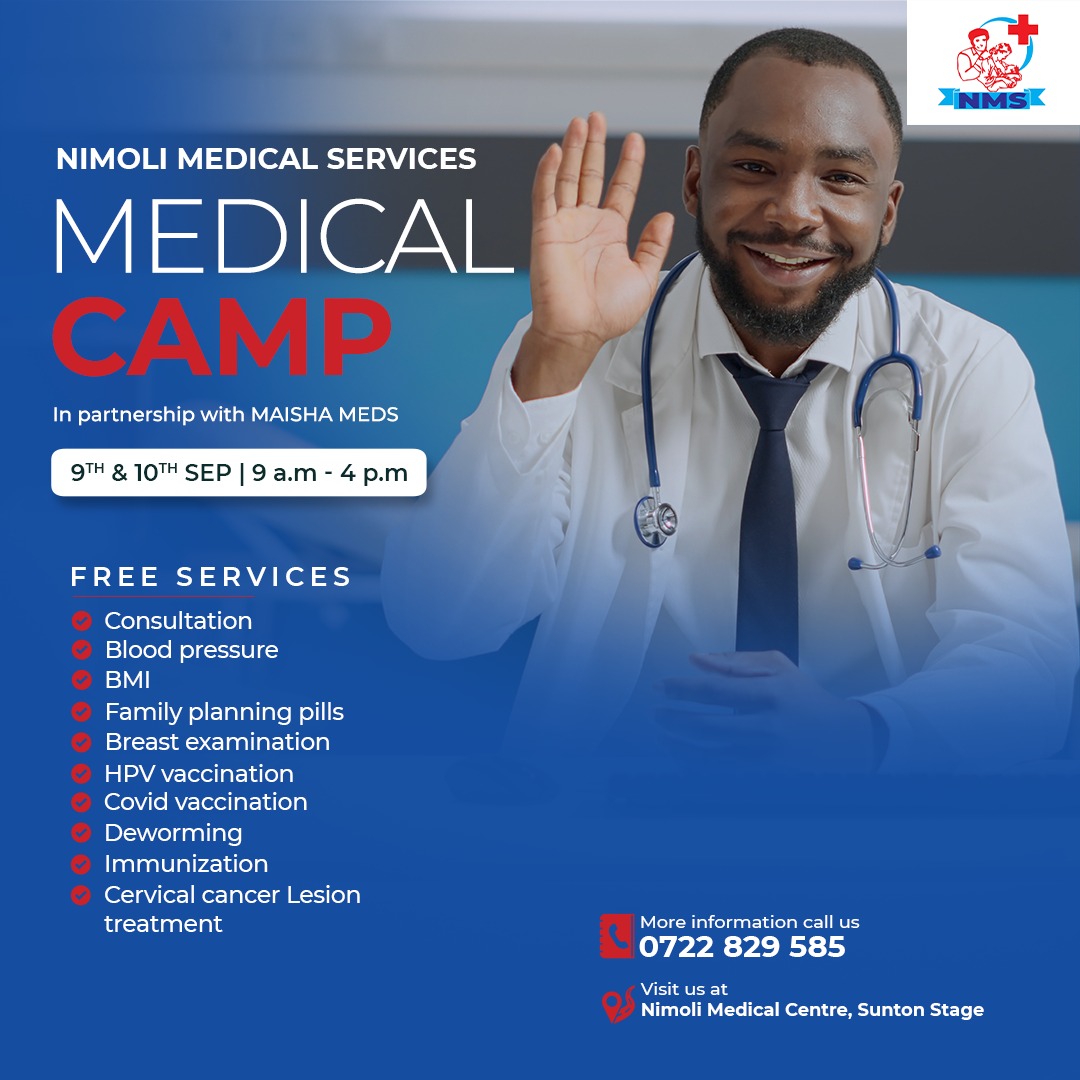 NMS
NIMOLI MEDICAL SERVICES
MEDICAL
CAMP
In partnership with MAISHA MEDS
9TH & 10TH SEP | 9 a.m - 4 p.m
FREE SERVICES
Consultation
Blood pressure
BMI
Family planning pills
Breast examination
HPV vaccination
Covid vaccination
Deworming
Immunization
Cervical cancer Lesion
treatment
More information call us
0722 829 585
Visit us at
Nimoli Medical Centre, Sunton Stage